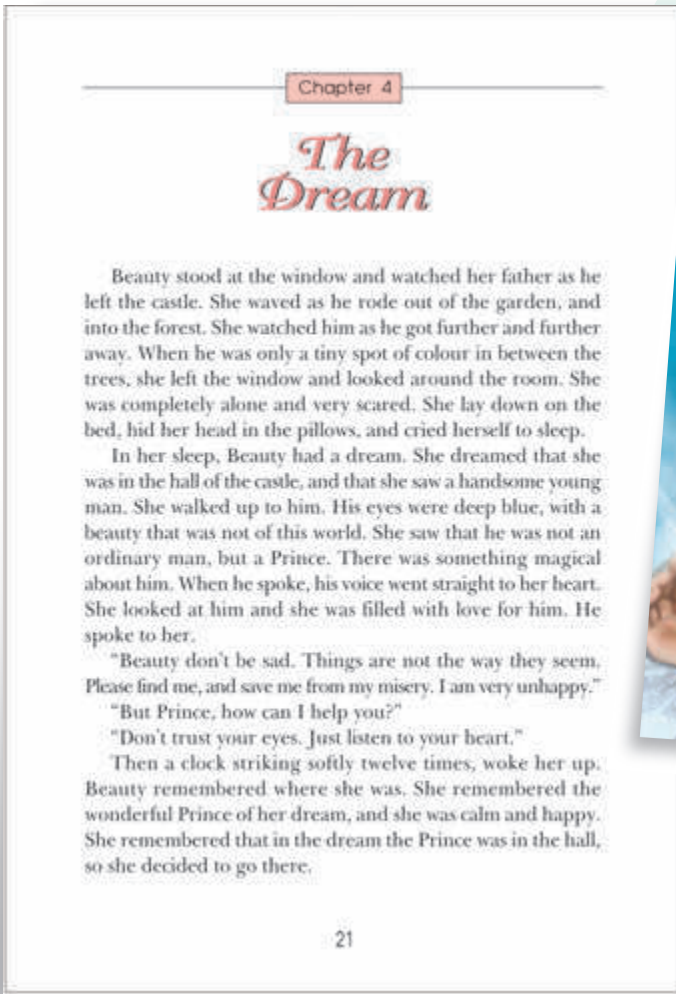 Chapter 4
The
Dream
Beauty stood at the window and watched her father as he
left the castle. She waved as he rode out of the garden, and
into the forest. She watched him as he got further and further
away. When he was only a tiny spot of colour in between the
trees, she left the window and looked around the room. She
was completely alone and very scared. She lay down on the
bed, hid her head in the pillows, and cried herself to sleep.
In her sleep, Beauty had a dream. She dreamed that she
was in the hall of the castle, and that she saw a handsome young
man. She walked up to him. His eyes were deep blue, with a
beauty that was not of this world. She saw that he was not an
ordinary man, but a Prince. There was something magical
about him. When he spoke, his voice went straight to her heart.
She looked at him and she was filled with love for him. He
spoke to her.
"Beauty don't be sad. Things are not the way they seem.
Please find me, and save me from my misery. I am very unhappy."
"But Prince, how can I help you?"
"Don't trust your eyes. Just listen to your heart."
Then a clock striking softly twelve times, woke her up.
Beauty remembered where she was. She remembered the
wonderful Prince of her dream, and she was calm and happy.
She remembered that in the dream the Prince was in the hall,
so she decided to go there.
21